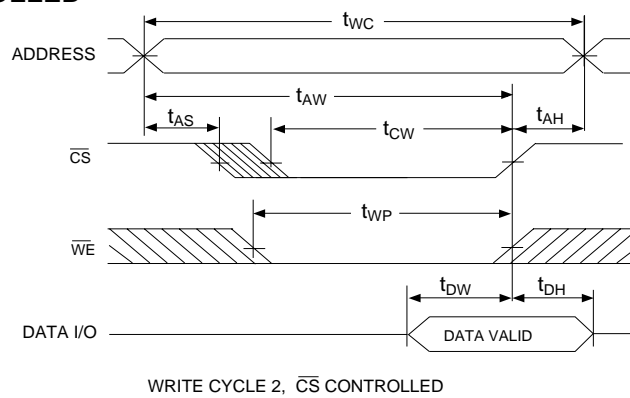 tWC
ADDRESS
tAW
tAS
tCW
tAH
CS
tWP
WE
tDW
tDH
DATA I/O
DATA VALID
WRITE CYCLE 2, CS CONTROLLED